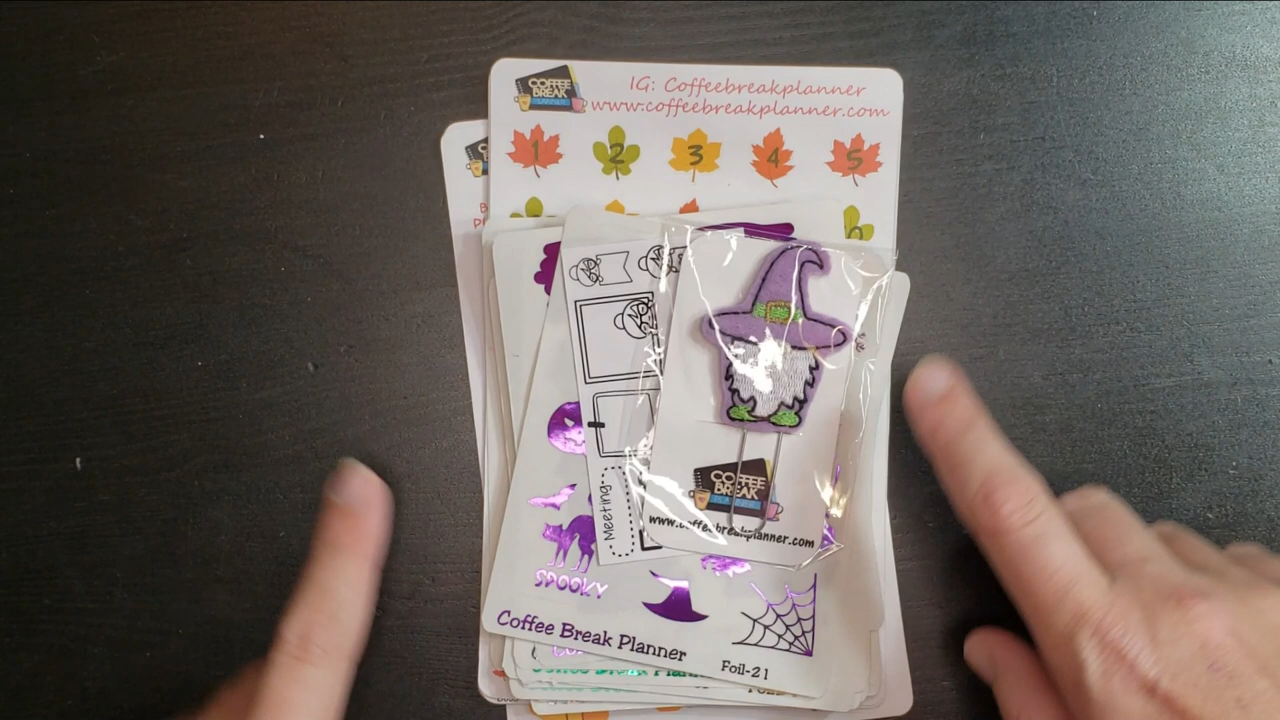 COFFEE
BREAK
PLANNER
IG: Coffeebreakplanner
www.coffeebreakplanner.com
1 2 3 4 5
Meeting
COFFEE
BREAK
www.coffeebreakplanner.com
SPOOKY
Coffee Break Planner
Foil-21